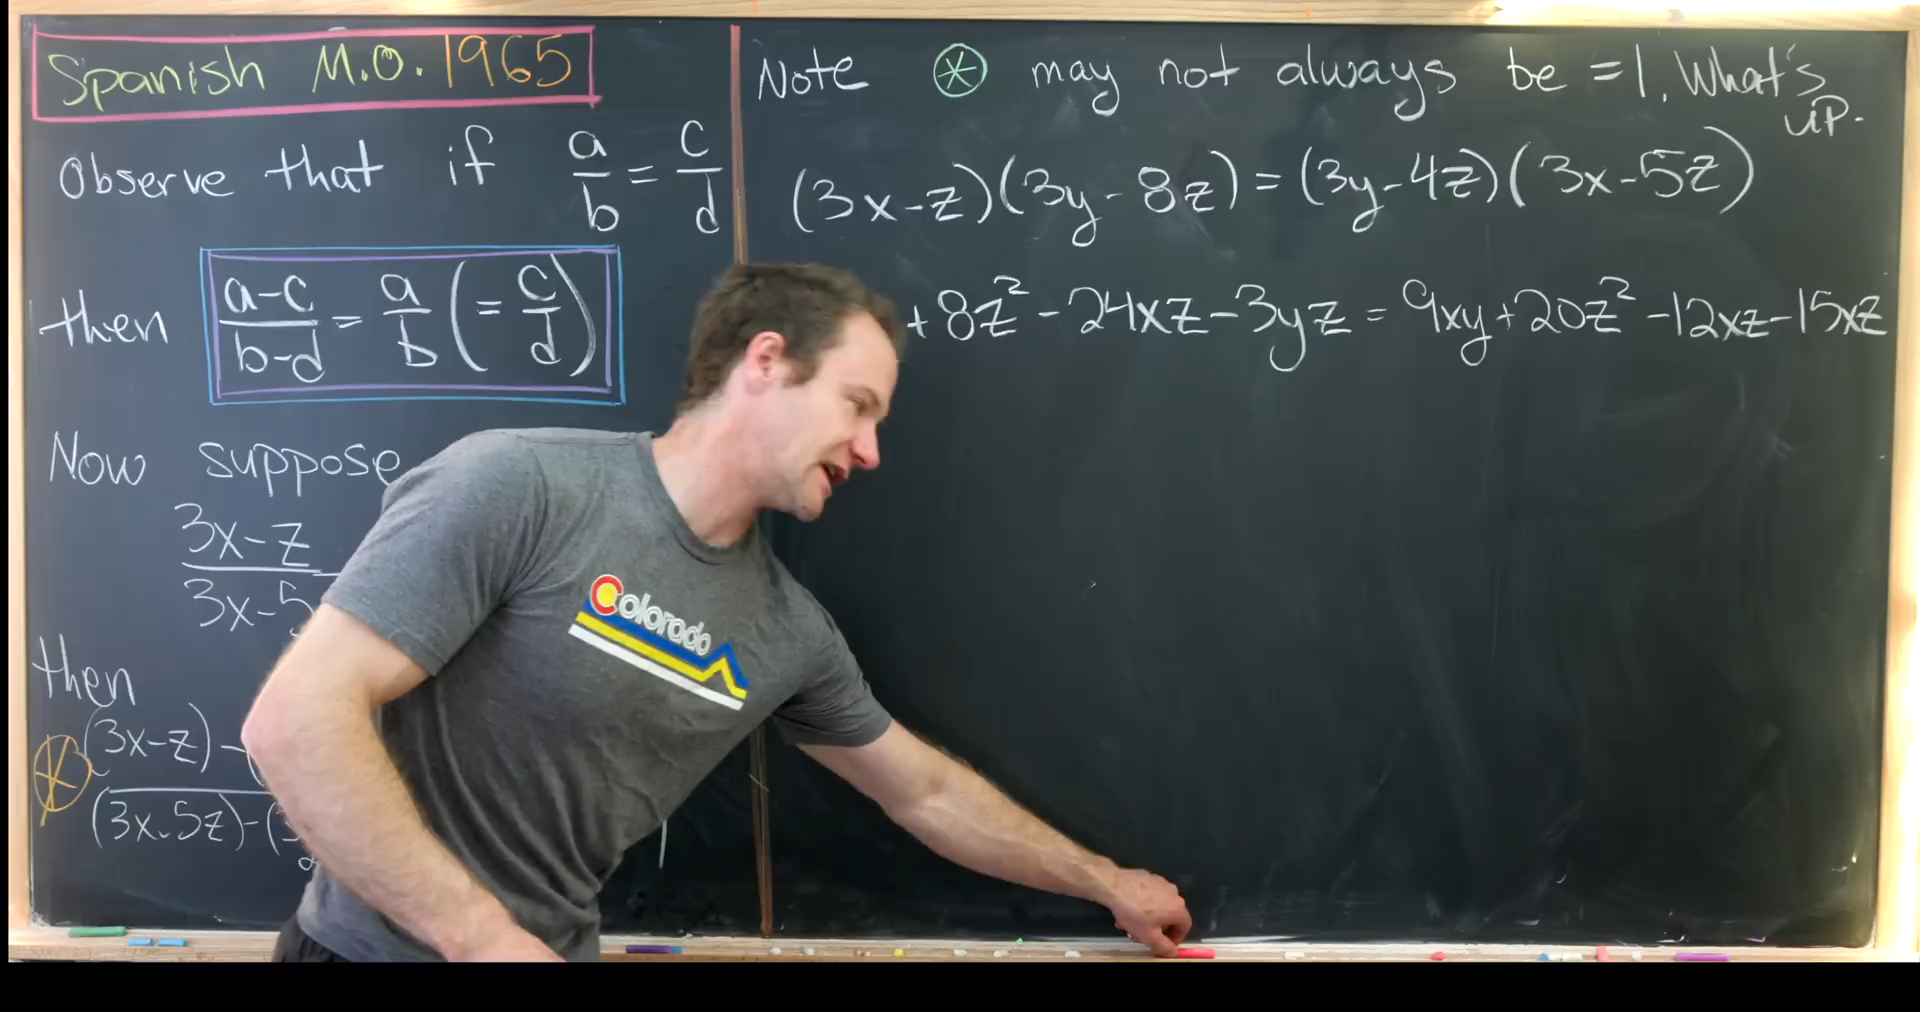 Spanish M.O. 1965
Observe that if a/b = c/d
then (a-c)/(b-d) = a/b (= c/d)
Now suppose
3x-z
3x-5
then
(3x-z)-
(3x-5z)-(3
Note ⊛ may not always be =1. What's
up.
(3x-z)(3y-8z)=(3y-4z)(3x-5z)
+8z²-24xz-3yz=9xy+20z²-12xz-15xz
Colorado